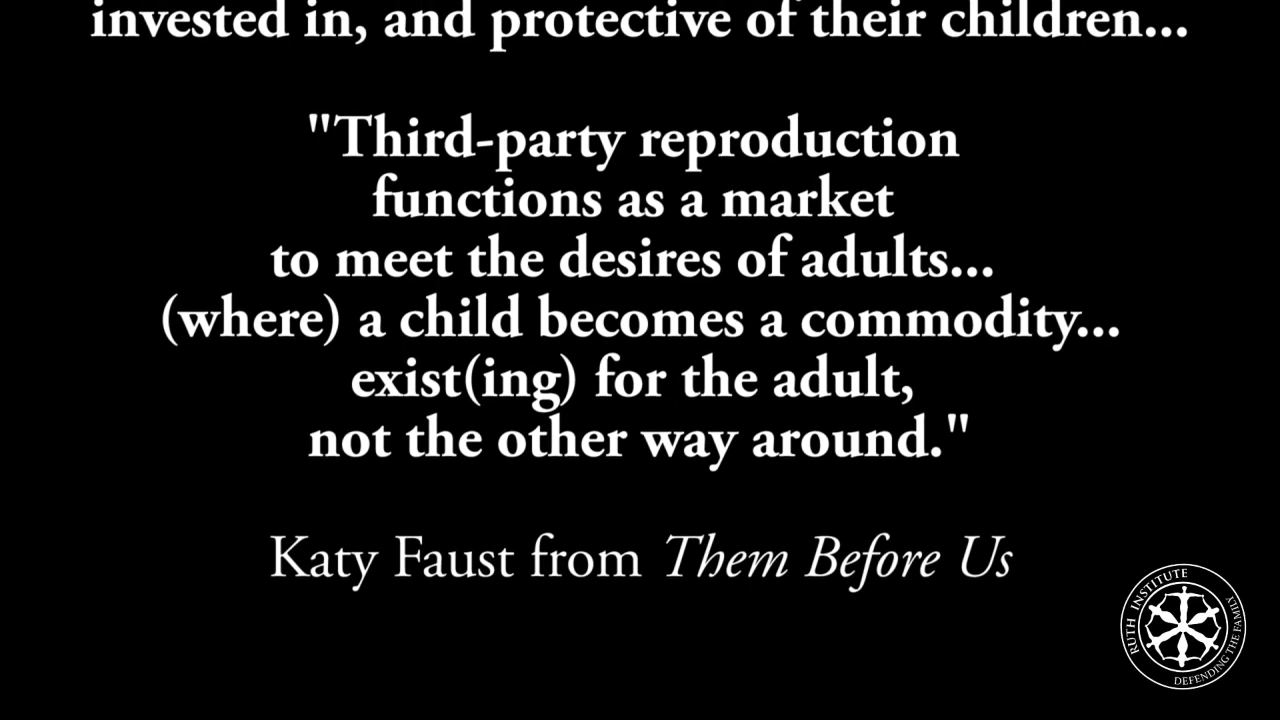 invested in, and protective of their children...
"Third-party reproduction
functions as a market
to meet the desires of adults...
(where) a child becomes a commodity...
exist(ing) for the adult,
not the other way around."
Katy Faust from Them Before Us
RUTH INSTITUTE
DEFENDING THE FAMILY